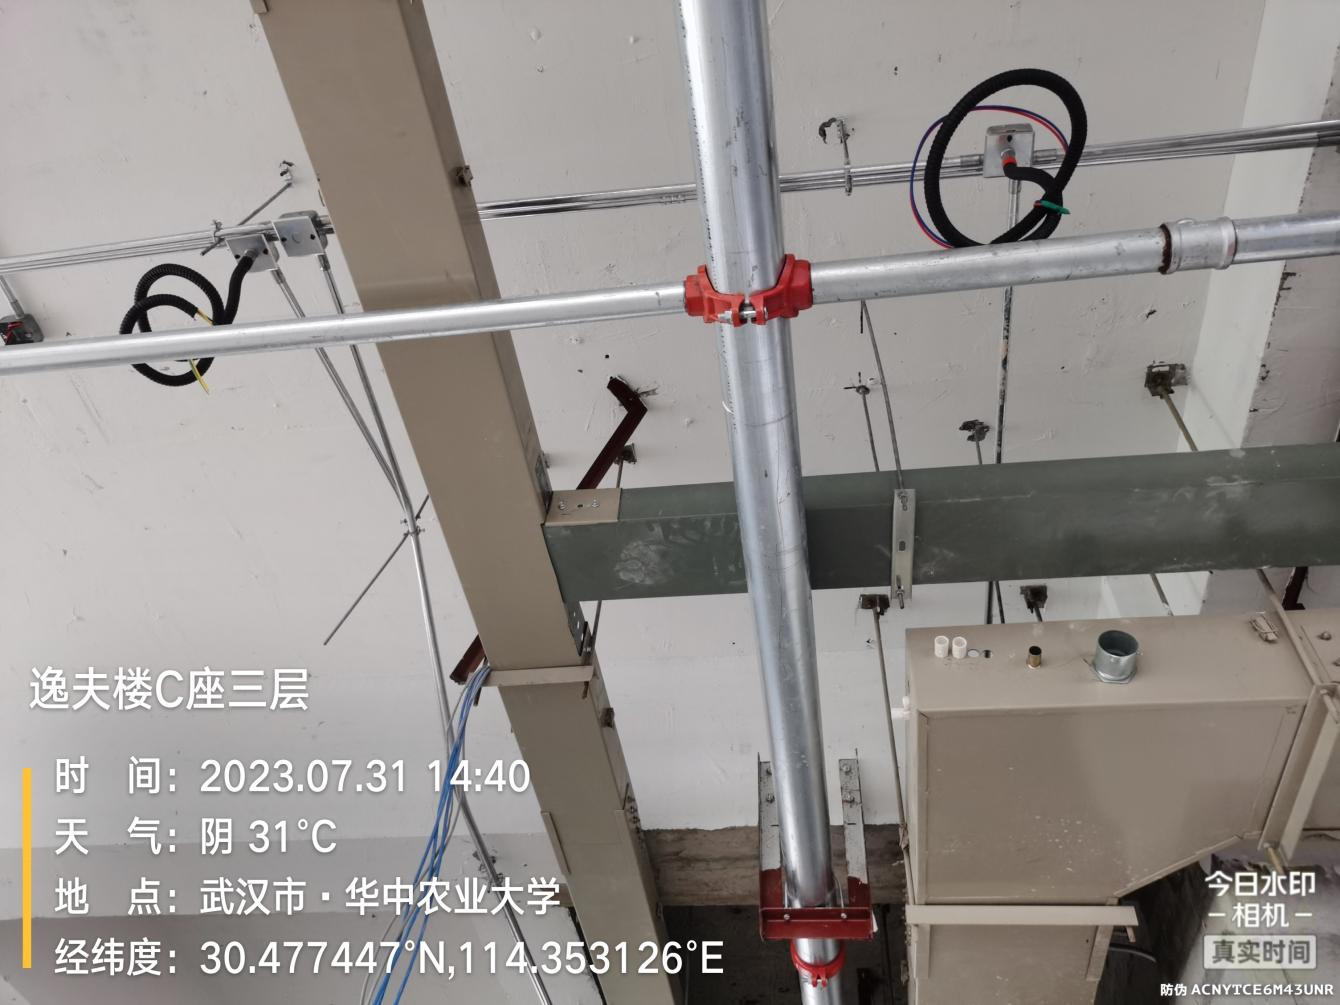 逸夫楼C座三层
时 间：2023.07.31 14:40
天 气：阴 31°C
地 点：武汉市·华中农业大学
经纬度：30.477447°N,114.353126°E
今日水印
-相机-
真实时间
防伪 ACNYTCE6M43UNR